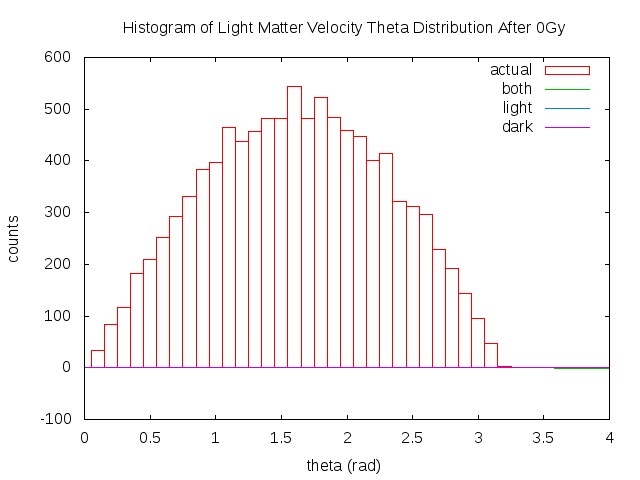 Histogram of Light Matter Velocity Theta Distribution After 0Gy
600
500
400
300
200
100
0
-100
counts
actual
both
light
dark
0 0.5 1 1.5 2 2.5 3 3.5 4
theta (rad)